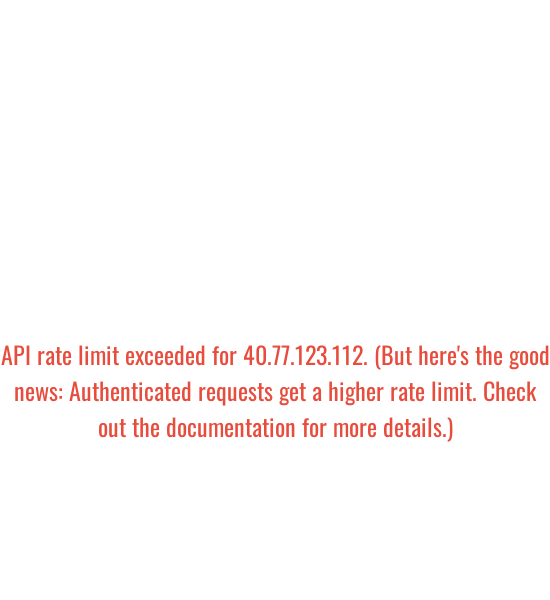 API rate limit exceeded for 40.77.123.112. (But here's the good
news: Authenticated requests get a higher rate limit. Check
out the documentation for more details.)